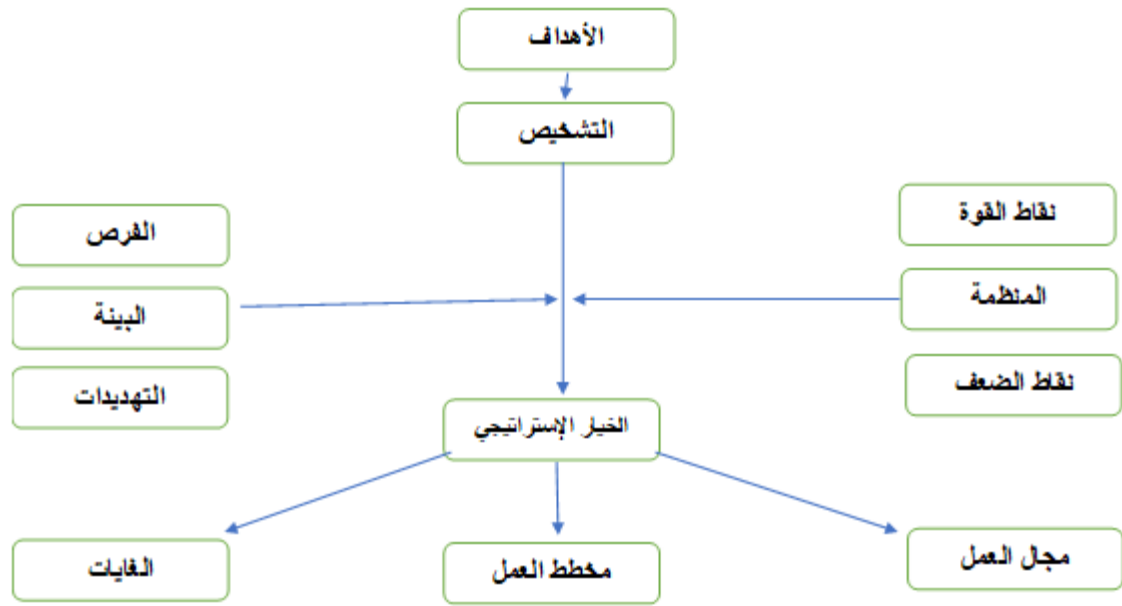 الأهداف
التشخيص
نقاط القوة
الفرص
المنظمة
البيئة
نقاط الضعف
التهديدات
الخيار الإستراتيجي
مجال العمل
مخطط العمل
الغايات